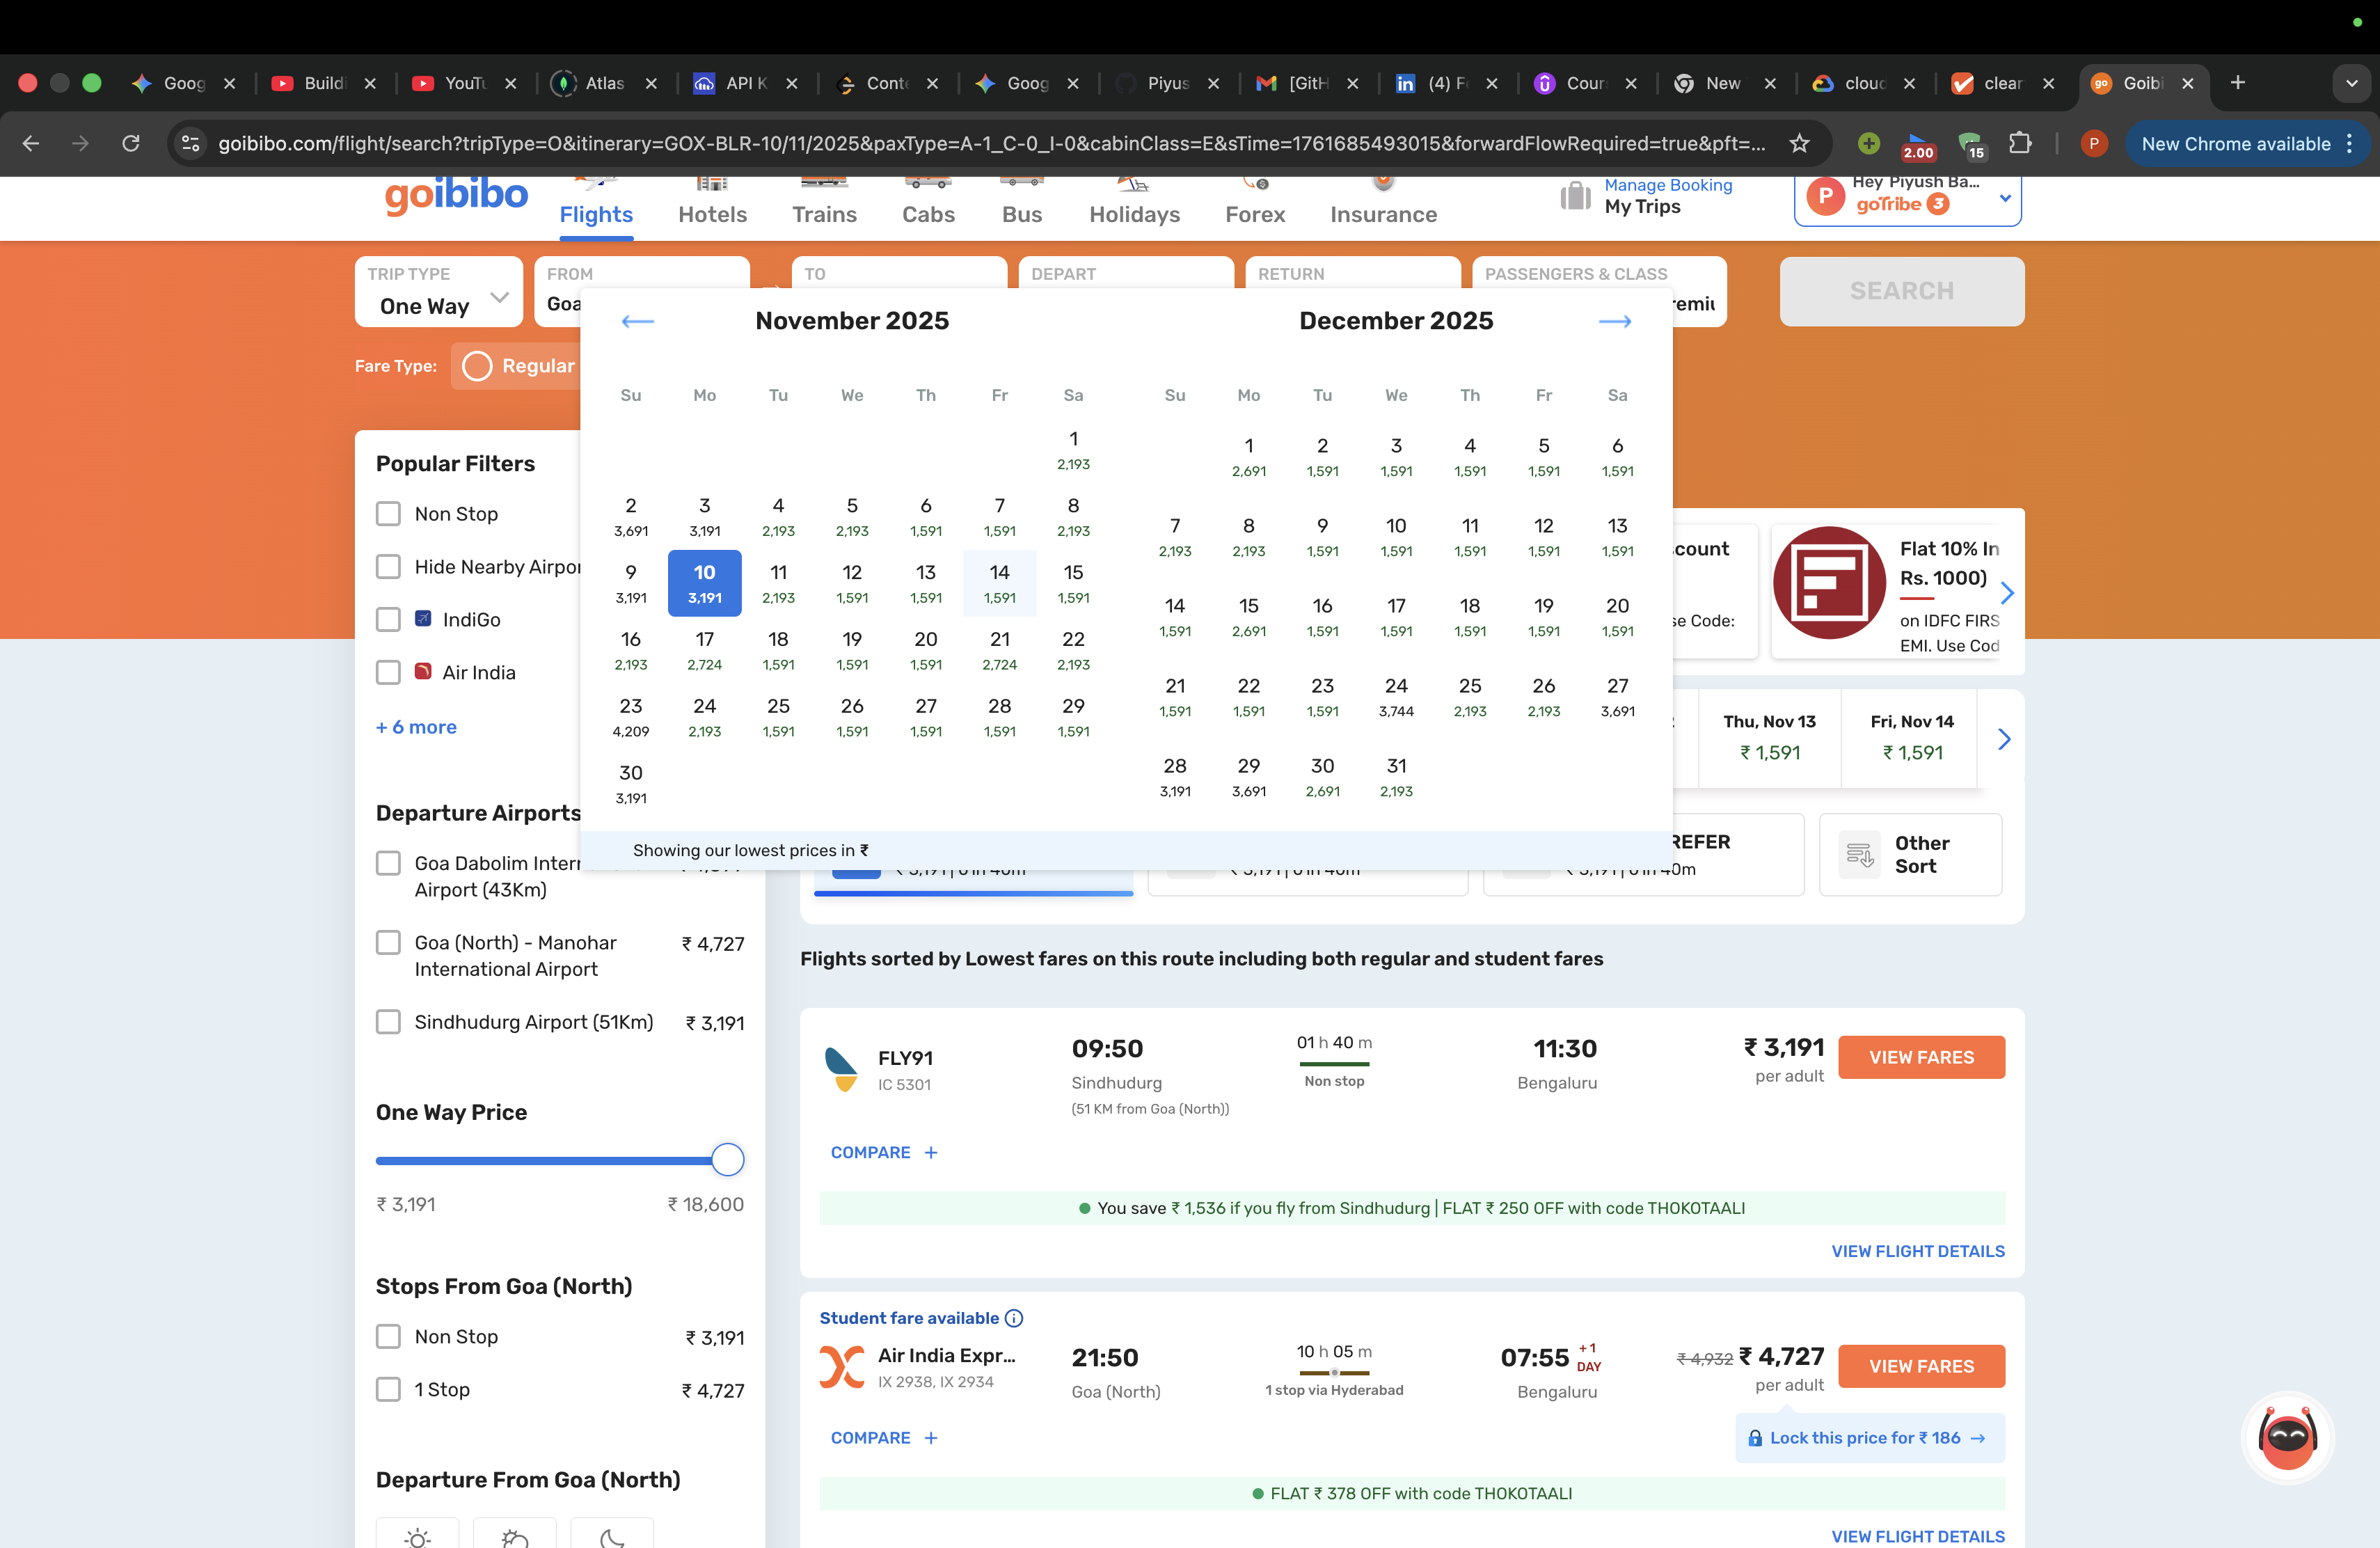 Goog
Buildi
YouTu
Atlas
API K
Conte
Goog
Piyus
[GitH
(4) Fe
Cour
New
cloud
clear
Goibi
goibibo.com/flight/search?tripType=O&itinerary=GOX-BLR-10/11/2025&paxType=A-1_C-0_I-0&cabinClass=E&sTime=1761685493015&forwardFlowRequired=true&pft=...
2.00
15
P
New Chrome available
goibibo
Flights
Hotels
Trains
Cabs
Bus
Holidays
Forex
Insurance
Manage Booking
My Trips
P
Hey Piyush Ba...
goTribe 3
TRIP TYPE
One Way
FROM
Goa
TO
DEPART
RETURN
PASSENGERS & CLASS
SEARCH
Fare Type:
Regular
November 2025
Su Mo Tu We Th Fr Sa
1
2,193
2 3 4 5 6 7 8
3,691 3,191 2,193 2,193 1,591 1,591 2,193
9 10 11 12 13 14 15
3,191 3,191 2,193 1,591 1,591 1,591 1,591
16 17 18 19 20 21 22
2,193 2,724 1,591 1,591 1,591 2,724 2,193
23 24 25 26 27 28 29
4,209 2,193 1,591 1,591 1,591 1,591 1,591
30
3,191
December 2025
Su Mo Tu We Th Fr Sa
1 2 3 4 5 6
2,691 1,591 1,591 1,591 1,591 1,591
7 8 9 10 11 12 13
2,193 2,193 1,591 1,591 1,591 1,591 1,591
14 15 16 17 18 19 20
1,591 2,691 1,591 1,591 1,591 1,591 1,591
21 22 23 24 25 26 27
1,591 1,591 1,591 3,744 2,193 2,193 3,691
28 29 30 31
3,191 3,691 2,691 2,193
Showing our lowest prices in ₹
count
se Code:
Flat 10% In
Rs. 1000)
on IDFC FIRS
EMI. Use Cod
Thu, Nov 13
₹ 1,591
Fri, Nov 14
₹ 1,591
REFER
Other
Sort
Popular Filters
Non Stop
Hide Nearby Airpor
IndiGo
Air India
+ 6 more
Departure Airports
Goa Dabolim Intern
Airport (43Km)
Goa (North) - Manohar
International Airport
₹ 4,727
Sindhudurg Airport (51Km)
₹ 3,191
One Way Price
₹ 3,191
₹ 18,600
Stops From Goa (North)
Non Stop
₹ 3,191
1 Stop
₹ 4,727
Departure From Goa (North)
Flights sorted by Lowest fares on this route including both regular and student fares
FLY91
IC 5301
09:50
Sindhudurg
(51 KM from Goa (North))
01 h 40 m
Non stop
11:30
Bengaluru
₹ 3,191
per adult
VIEW FARES
COMPARE +
You save ₹ 1,536 if you fly from Sindhudurg | FLAT ₹ 250 OFF with code THOKOTAALI
VIEW FLIGHT DETAILS
Student fare available
Air India Expr...
IX 2938, IX 2934
21:50
Goa (North)
10 h 05 m
1 stop via Hyderabad
07:55
+1
DAY
Bengaluru
₹ 4,932 ₹ 4,727
per adult
VIEW FARES
COMPARE +
Lock this price for ₹ 186 →
FLAT ₹ 378 OFF with code THOKOTAALI
VIEW FLIGHT DETAILS